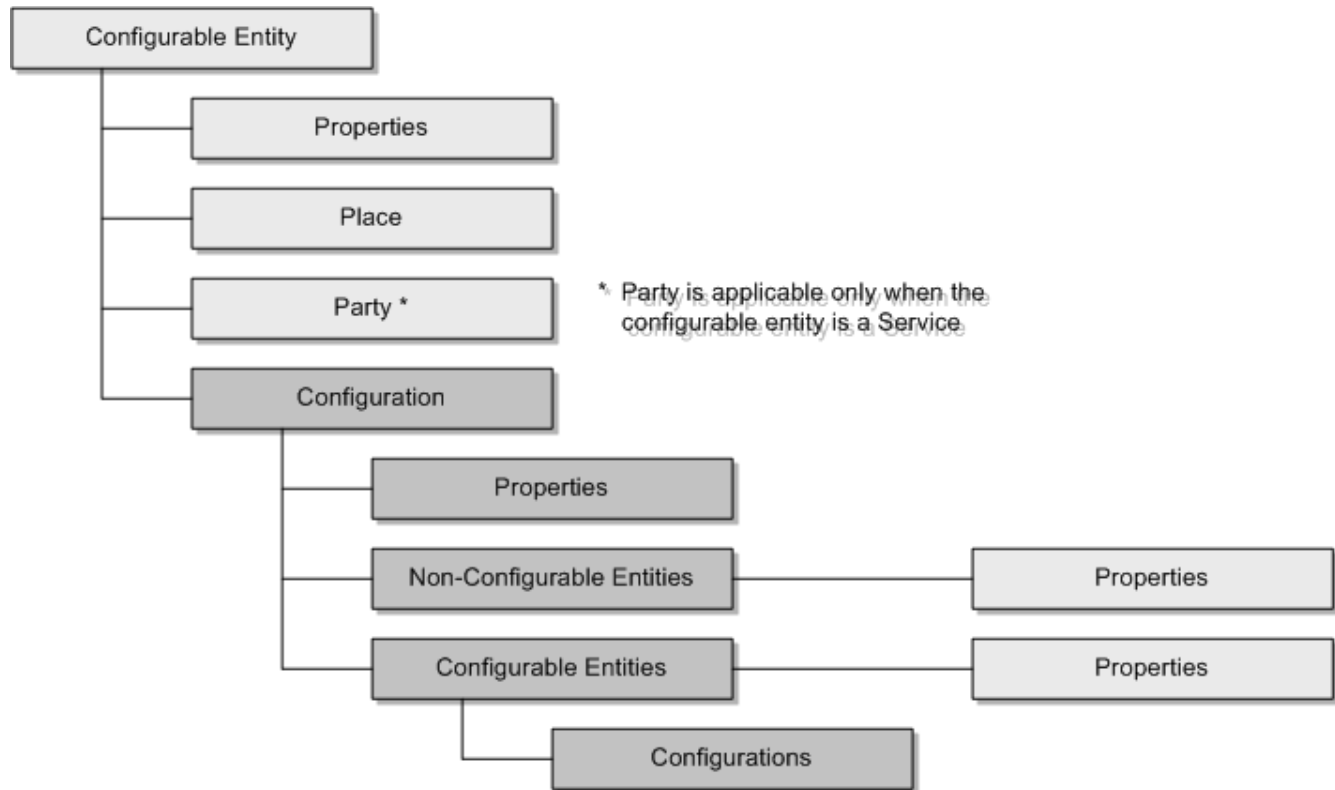 Configurable Entity
Properties
Place
Party *
* Party is applicable only when the
configurable entity is a Service
Configuration
Properties
Non-Configurable Entities
Properties
Configurable Entities
Properties
Configurations